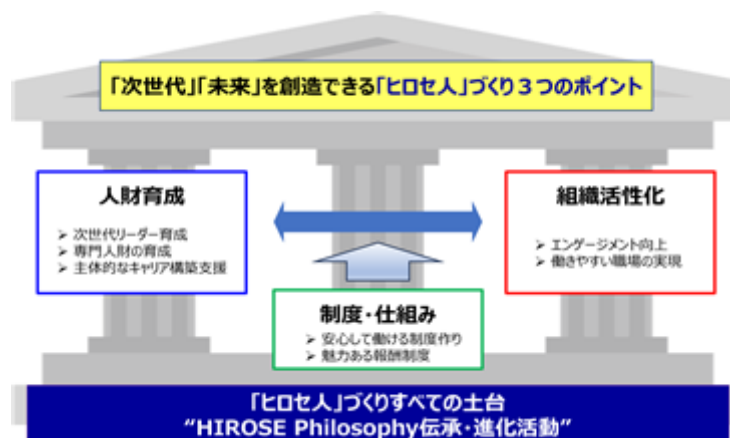 「次世代」「未来」を創造できる「ヒロセ人」づくり３つのポイント
人財育成
➢ 次世代リーダー育成
➢ 専門人財の育成
➢ 主体的なキャリア構築支援
組織活性化
➢ エンゲージメント向上
➢ 働きやすい職場の実現
制度・仕組み
➢ 安心して働ける制度作り
➢ 魅力ある報酬制度
「ヒロセ人」づくりすべての土台
“HIROSE Philosophy伝承・進化活動”